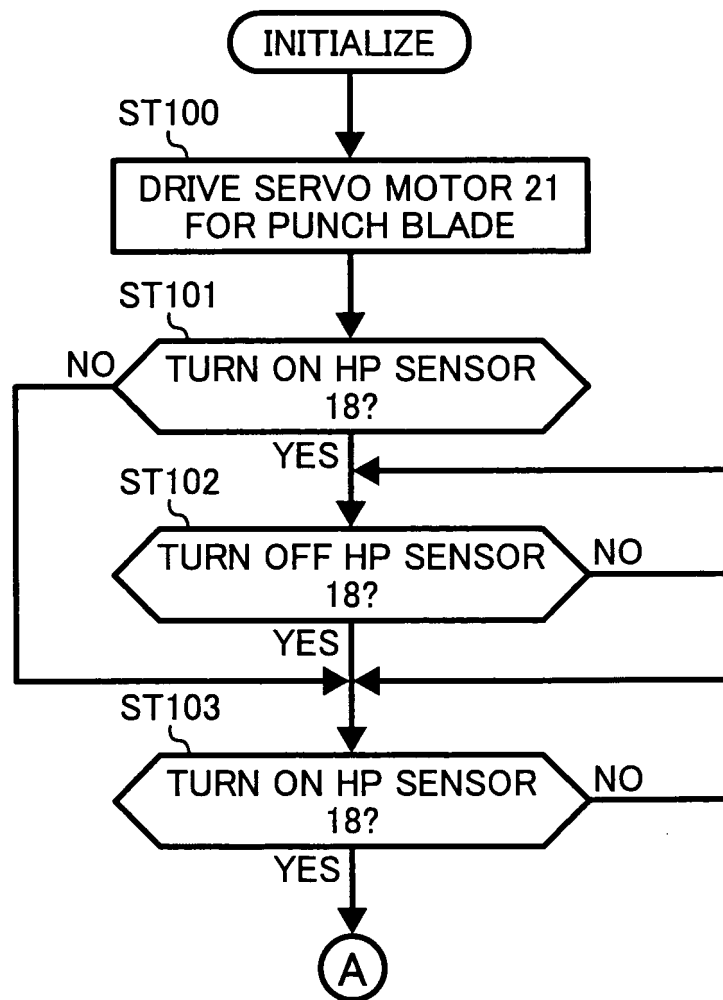 INITIALIZE
ST100
DRIVE SERVO MOTOR 21
FOR PUNCH BLADE
ST101
NO
TURN ON HP SENSOR
18?
YES
ST102
TURN OFF HP SENSOR
18?
NO
YES
ST103
TURN ON HP SENSOR
18?
NO
YES
A